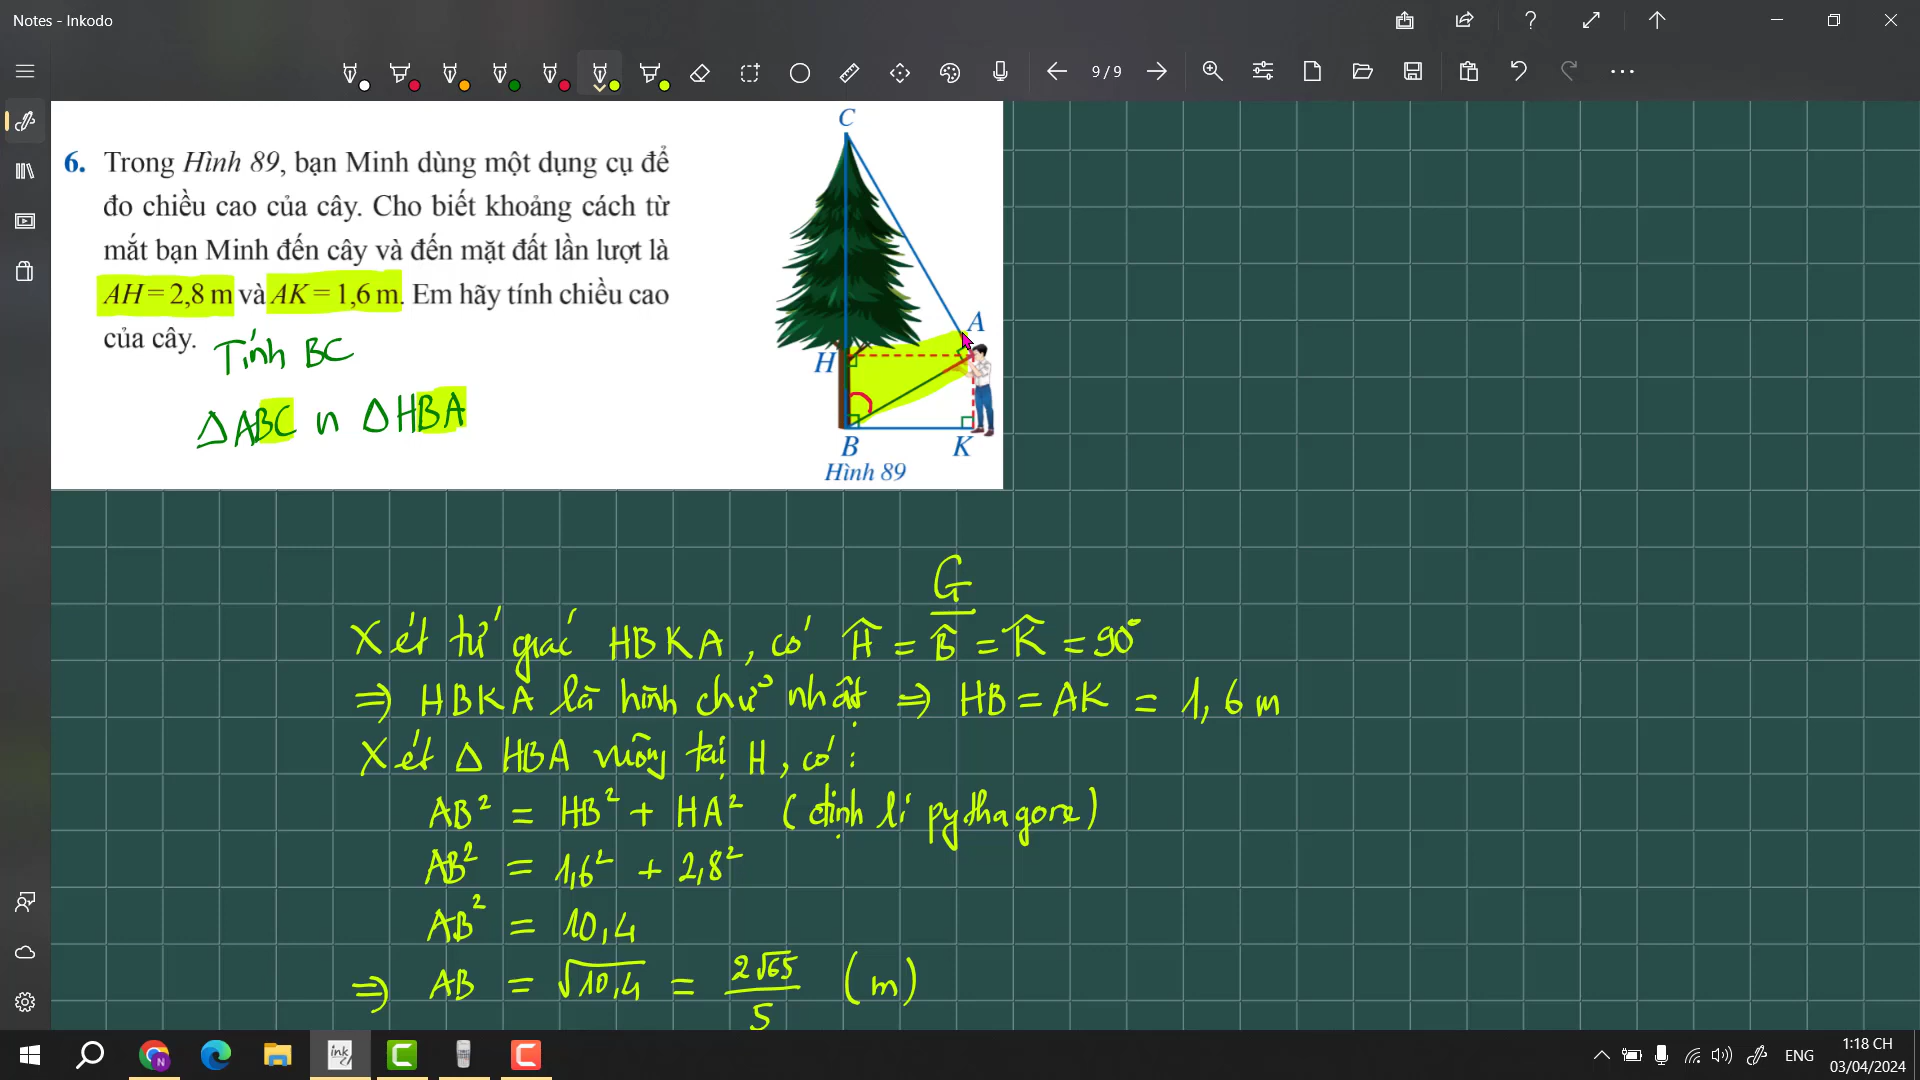 Notes - Inkodo
9 / 9
6. Trong Hình 89, bạn Minh dùng một dụng cụ để
đo chiều cao của cây. Cho biết khoảng cách từ
mắt bạn Minh đến cây và đến mặt đất lần lượt là
AH = 2,8 m và AK = 1,6 m. Em hãy tính chiều cao
của cây.
Tính BC
ΔABC ᔕ ΔHBA
C
A
H
B
K
Hình 89
G
Xét tứ giác HBKA, có Ĥ = B̂ = K̂ = 90°
⇒ HBKA là hình chữ nhật ⇒ HB = AK = 1,6 m
Xét Δ HBA vuông tại H, có:
AB² = HB² + HA² (định lí pythagore)
AB² = 1,6² + 2,8²
AB² = 10,4
⇒ AB = √10,4 = 2√65/5 (m)
N
ink
ENG
1:18 CH
03/04/2024